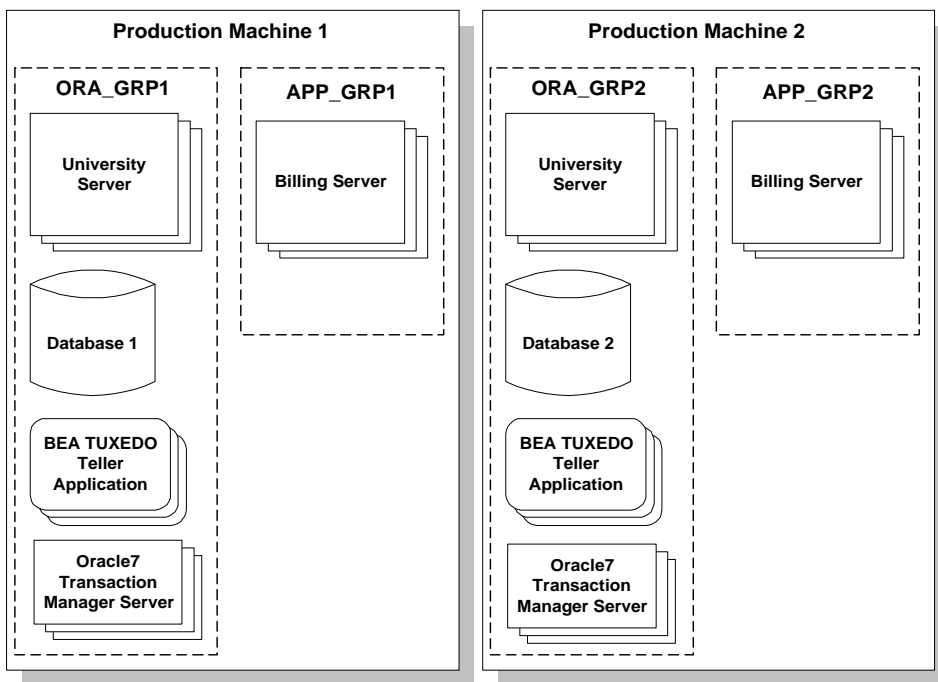 Production Machine 1
ORA_GRP1
University
Server
Database 1
BEA TUXEDO
Teller
Application
Oracle7
Transaction
Manager Server
APP_GRP1
Billing Server
Production Machine 2
ORA_GRP2
University
Server
Database 2
BEA TUXEDO
Teller
Application
Oracle7
Transaction
Manager Server
APP_GRP2
Billing Server